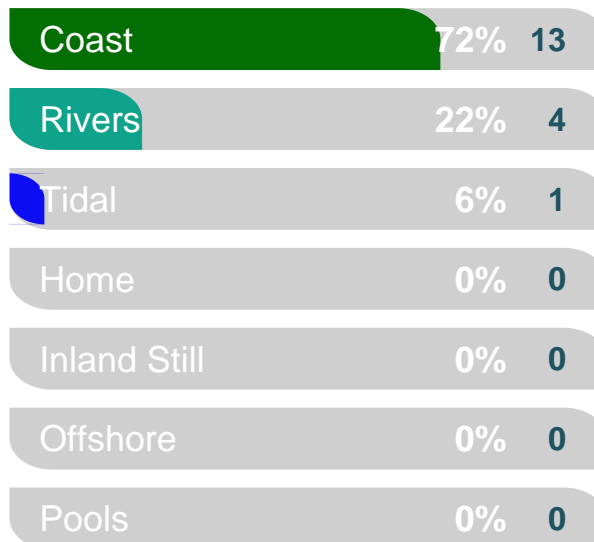 Coast 72% 13
Rivers 22% 4
Tidal 6% 1
Home 0% 0
Inland Still 0% 0
Offshore 0% 0
Pools 0% 0